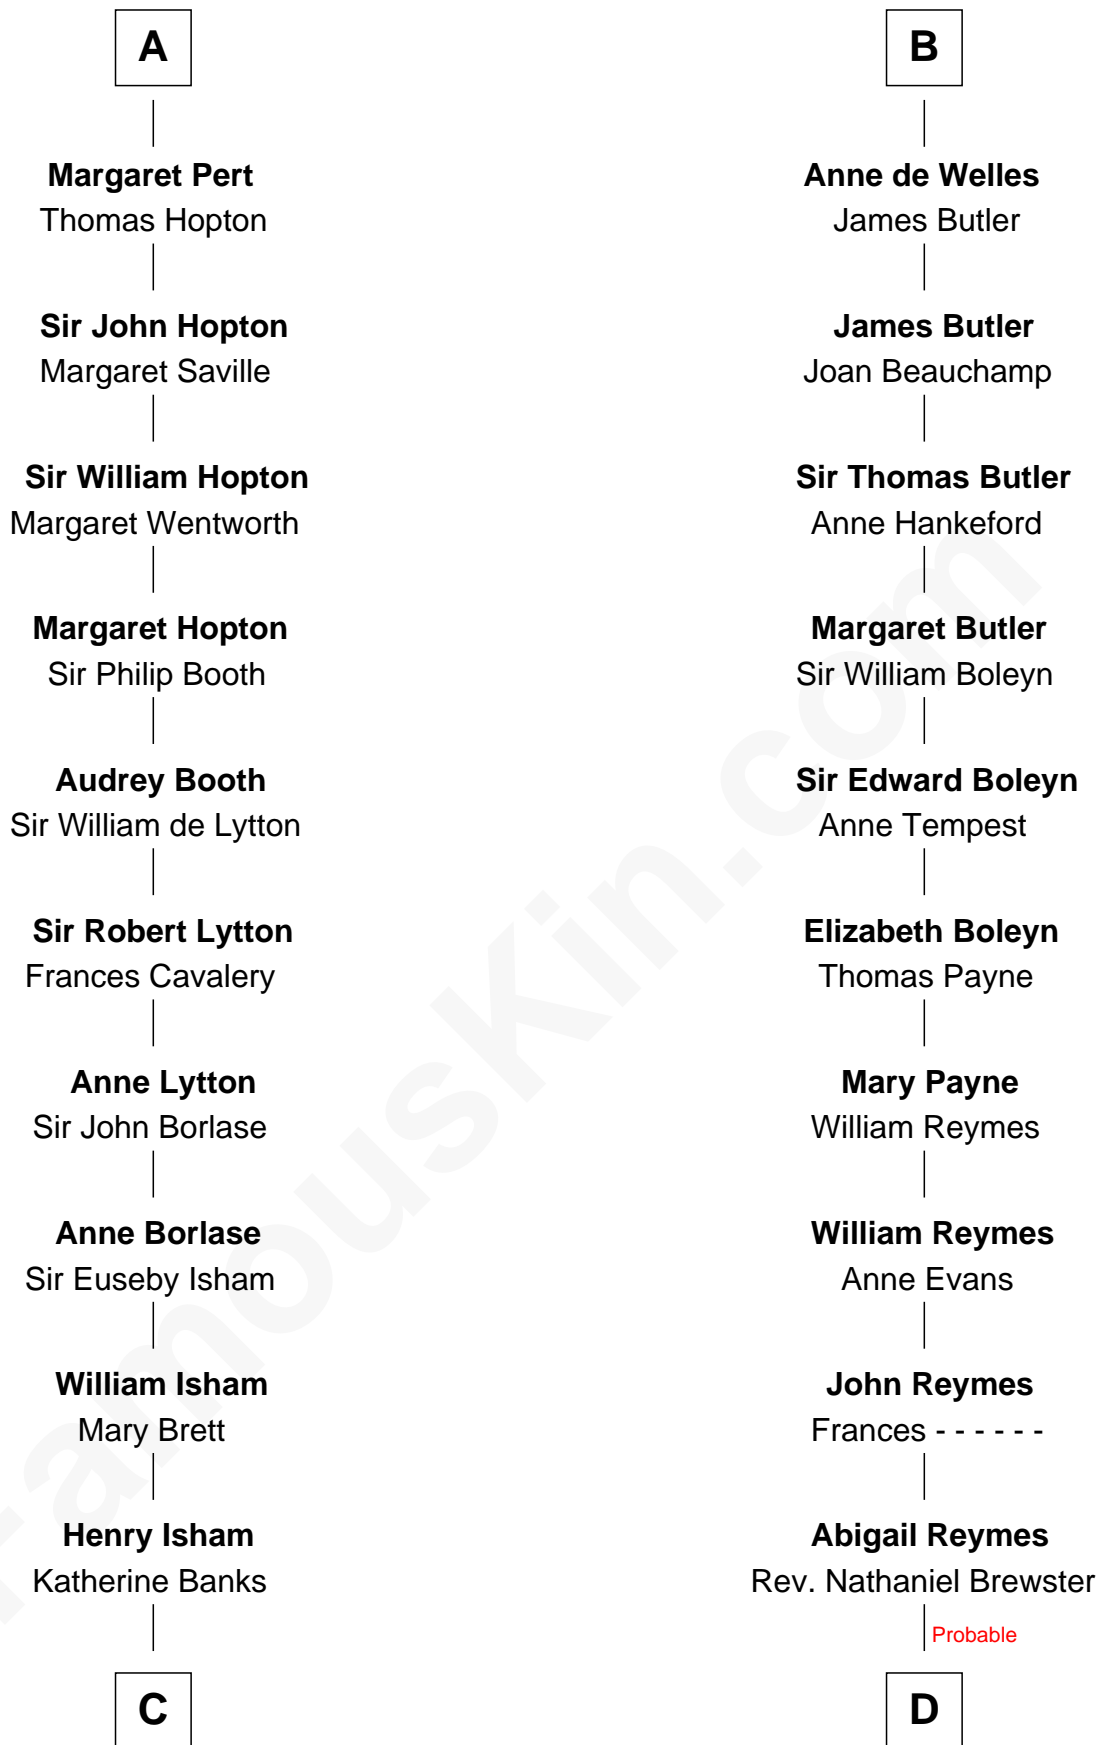 A
Margaret Pert
Thomas Hopton
Sir John Hopton
Margaret Saville
Sir William Hopton
Margaret Wentworth
Margaret Hopton
Sir Philip Booth
Audrey Booth
Sir William de Lytton
Sir Robert Lytton
Frances Cavalery
Anne Lytton
Sir John Borlase
Anne Borlase
Sir Euseby Isham
William Isham
Mary Brett
Henry Isham
Katherine Banks
C
B
Anne de Welles
James Butler
James Butler
Joan Beauchamp
Sir Thomas Butler
Anne Hankeford
Margaret Butler
Sir William Boleyn
Sir Edward Boleyn
Anne Tempest
Elizabeth Boleyn
Thomas Payne
Mary Payne
William Reymes
William Reymes
Anne Evans
John Reymes
Frances - - - - - -
Abigail Reymes
Rev. Nathaniel Brewster
Probable
D
FamousKin.com